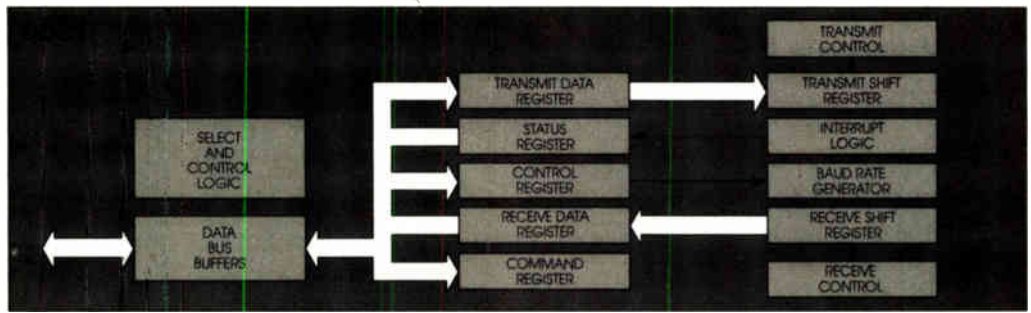 SELECT
AND
CONTROL
LOGIC
DATA
BUS
BUFFERS
TRANSMIT DATA
REGISTER
STATUS
REGISTER
CONTROL
REGISTER
RECEIVE DATA
REGISTER
COMMAND
REGISTER
TRANSMIT
CONTROL
TRANSMIT SHIFT
REGISTER
INTERRUPT
LOGIC
BAUD RATE
GENERATOR
RECEIVE SHIFT
REGISTER
RECEIVE
CONTROL